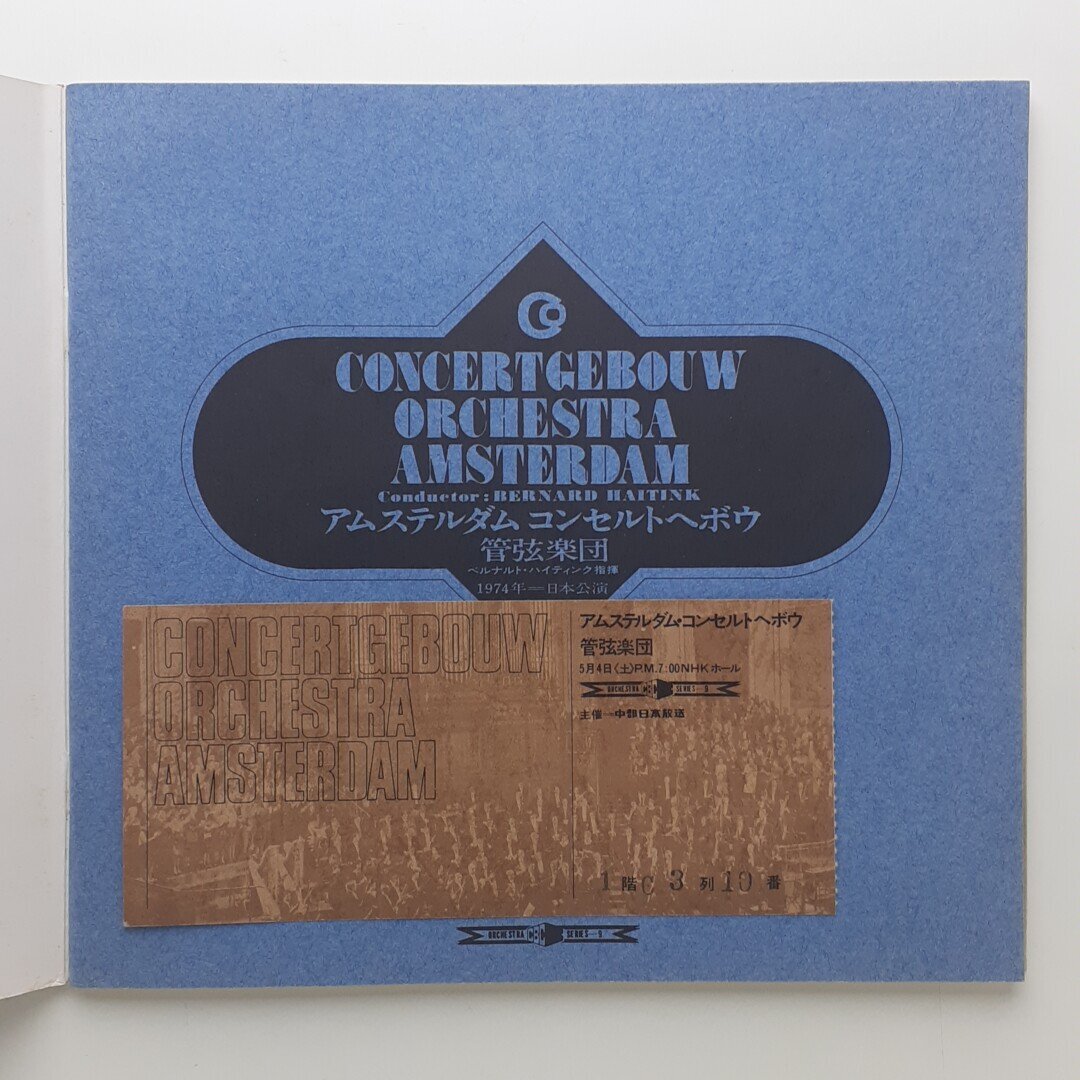 CONCERTGEBOUW
ORCHESTRA
AMSTERDAM
Conductor : BERNARD HAITINK
アムステルダム コンセルトヘボウ
管弦楽団
ベルナルト・ハイティンク指揮
1974年=日本公演
CONCERTGEBOUW
ORCHESTRA
AMSTERDAM
アムステルダム・コンセルトヘボウ
管弦楽団
5月4日〈土〉P.M.7:00NHKホール
ORCHESTRA CBC SERIES-9
主催=中部日本放送
1階C 3列10番
ORCHESTRA CBC SERIES-9